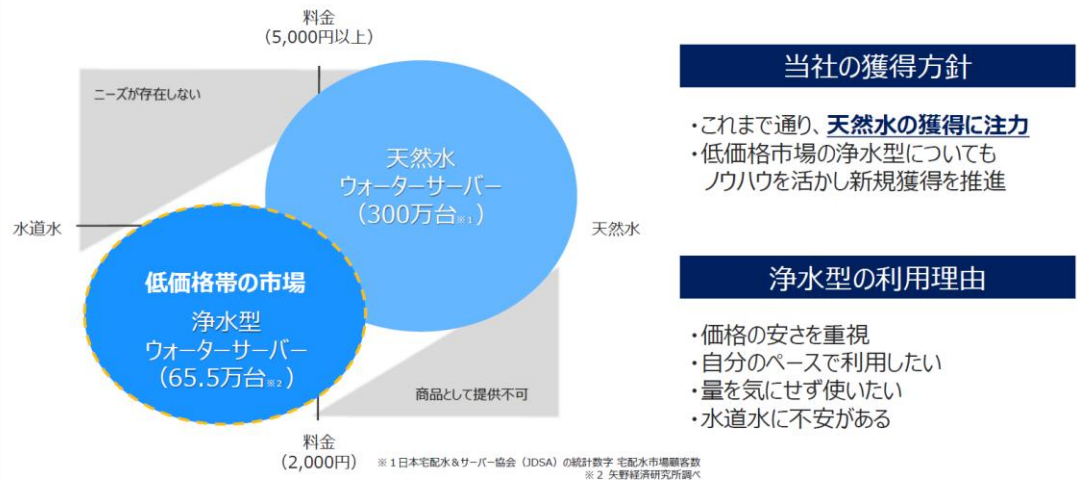 料金
（5,000円以上）
ニーズが存在しない
天然水
ウォーターサーバー
（300万台※1）
水道水
天然水
低価格帯の市場
浄水型
ウォーターサーバー
（65.5万台※2）
商品として提供不可
料金
（2,000円）
※１日本宅配水＆サーバー協会（JDSA）の統計数字 宅配水市場顧客数
※２ 矢野経済研究所調べ
当社の獲得方針
・これまで通り、天然水の獲得に注力
・低価格市場の浄水型についても
ノウハウを活かし新規獲得を推進
浄水型の利用理由
・価格の安さを重視
・自分のペースで利用したい
・量を気にせず使いたい
・水道水に不安がある